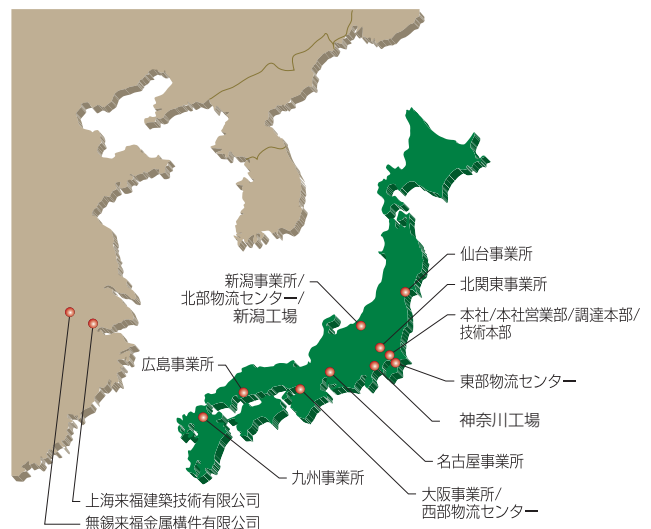 仙台事業所
北関東事業所
本社/本社営業部/調達本部/
技術本部
東部物流センター
神奈川工場
名古屋事業所
大阪事業所/
西部物流センター
新潟事業所/
北部物流センター/
新潟工場
広島事業所
九州事業所
上海来福建築技術有限公司
無錫来福金属構件有限公司